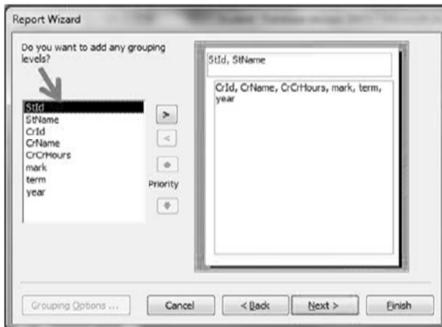 Report Wizard
Do you want to add any grouping
levels?
StId
StName
CrId
CrName
CrCrHours
mark
term
year
>
<
Priority
StId, StName
CrId, CrName, CrCrHours, mark, term,
year
Grouping Options ...
Cancel
< Back
Next >
Finish